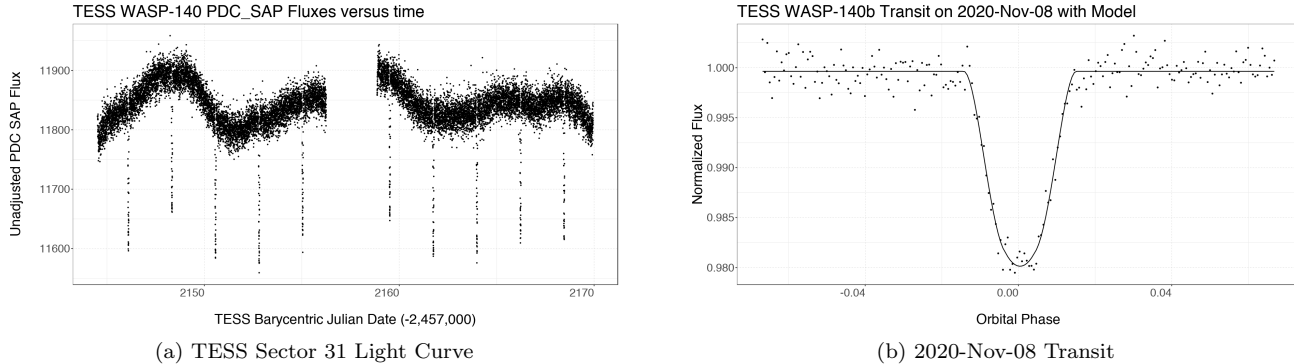 TESS WASP-140 PDC_SAP Fluxes versus time
Unadjusted PDC SAP Flux
11900
11800
11700
11600
2150
2160
2170
TESS Barycentric Julian Date (-2,457,000)
(a) TESS Sector 31 Light Curve
TESS WASP-140b Transit on 2020-Nov-08 with Model
Normalized Flux
1.000
0.995
0.990
0.985
0.980
-0.04
0.00
0.04
Orbital Phase
(b) 2020-Nov-08 Transit